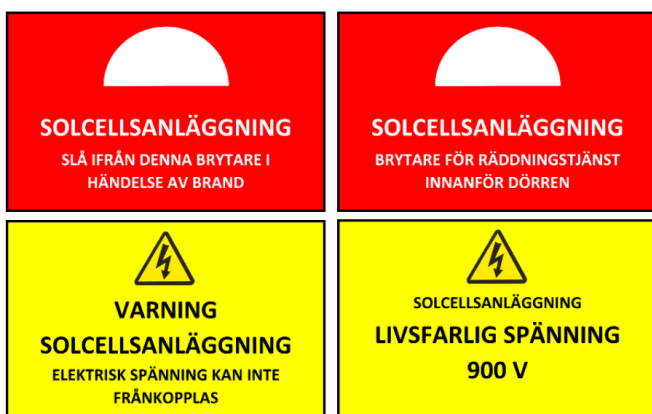 SOLCELLSANLÄGGNING
SLÅ IFRÅN DENNA BRYTARE I
HÄNDELSE AV BRAND
SOLCELLSANLÄGGNING
BRYTARE FÖR RÄDDNINGSTJÄNST
INNANFÖR DÖRREN
VARNING
SOLCELLSANLÄGGNING
ELEKTRISK SPÄNNING KAN INTE
FRÅNKOPPLAS
SOLCELLSANLÄGGNING
LIVSFARLIG SPÄNNING
900 V